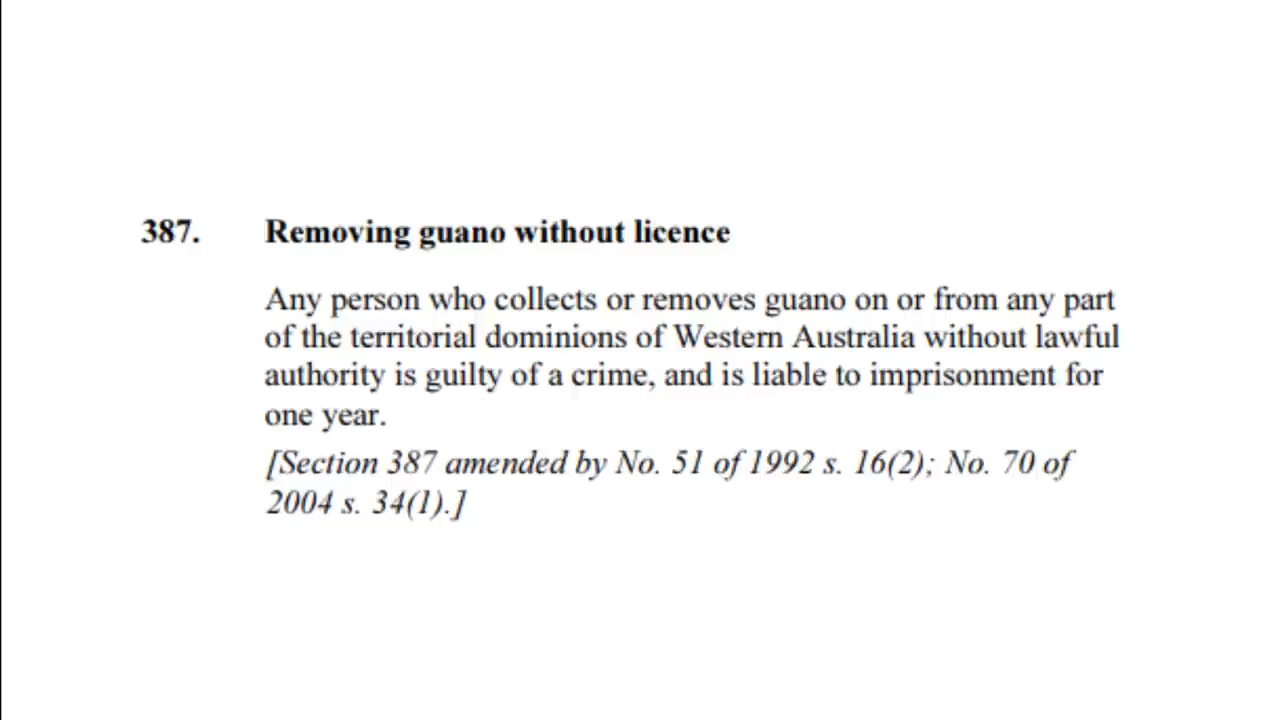 387. Removing guano without licence
Any person who collects or removes guano on or from any part
of the territorial dominions of Western Australia without lawful
authority is guilty of a crime, and is liable to imprisonment for
one year.
[Section 387 amended by No. 51 of 1992 s. 16(2); No. 70 of
2004 s. 34(1).]